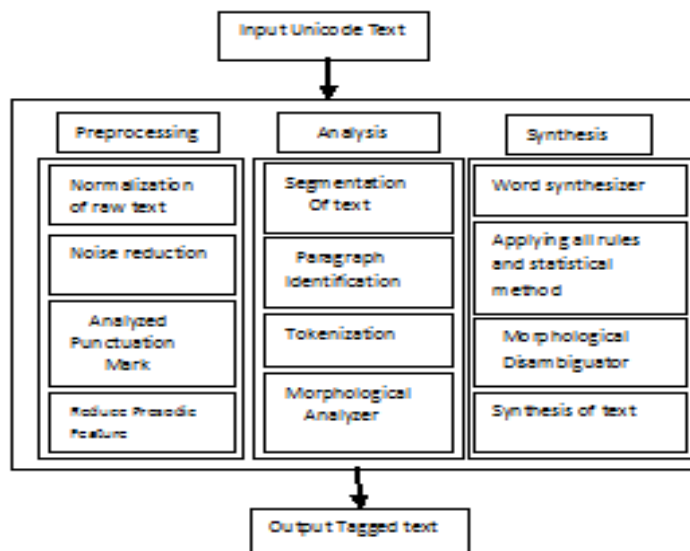 Input Unicode Text
Preprocessing
Normalization
of raw text
Noise reduction
Analyzed
Punctuation
Mark
Reduce Prosodic
Feature
Analysis
Segmentation
Of text
Paragraph
Identification
Tokenization
Morphological
Analyzer
Synthesis
Word synthesizer
Applying all rules
and statistical
method
Morphological
Disambiguator
Synthesis of text
Output Tagged text